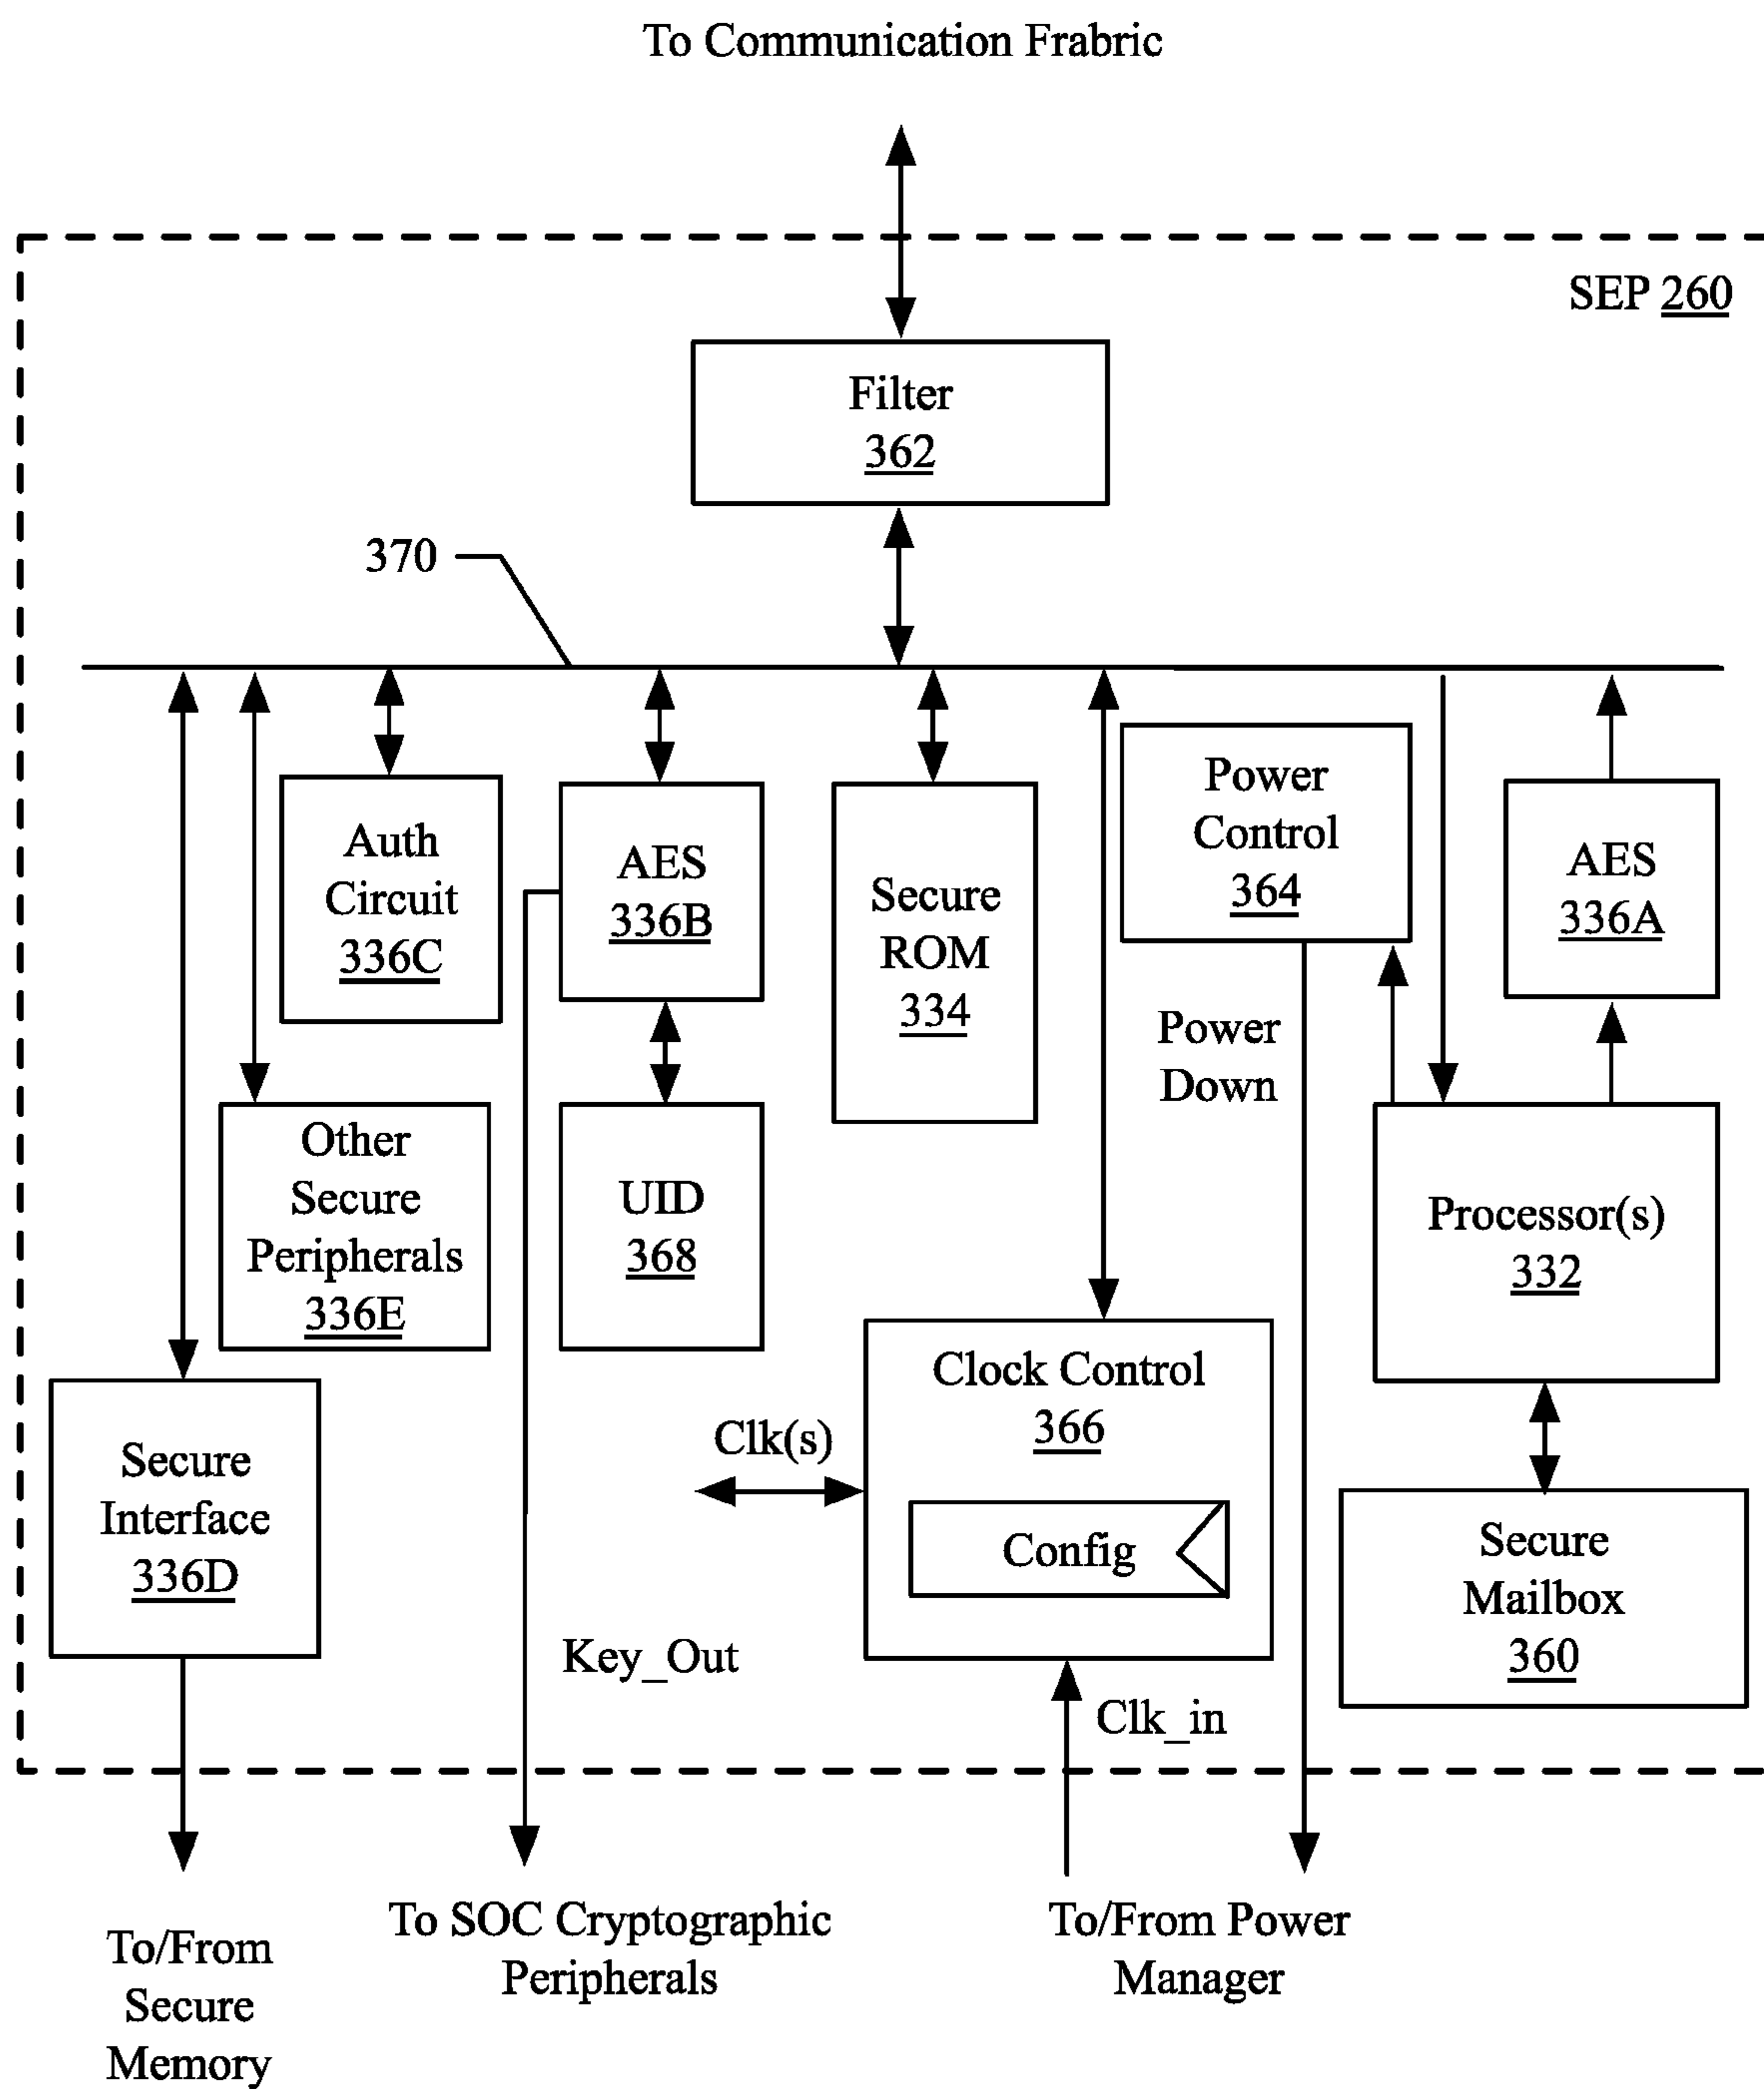 To Communication Frabric
SEP 260
Filter
362
370
Auth
Circuit
336C
AES
336B
Secure
ROM
334
Power
Control
364
AES
336A
Power
Down
Other
Secure
Peripherals
336E
UID
368
Processor(s)
332
Secure
Interface
336D
Clk(s)
Clock Control
366
Config
Secure
Mailbox
360
Key_Out
Clk_in
To/From
Secure
Memory
To SOC Cryptographic
Peripherals
To/From Power
Manager